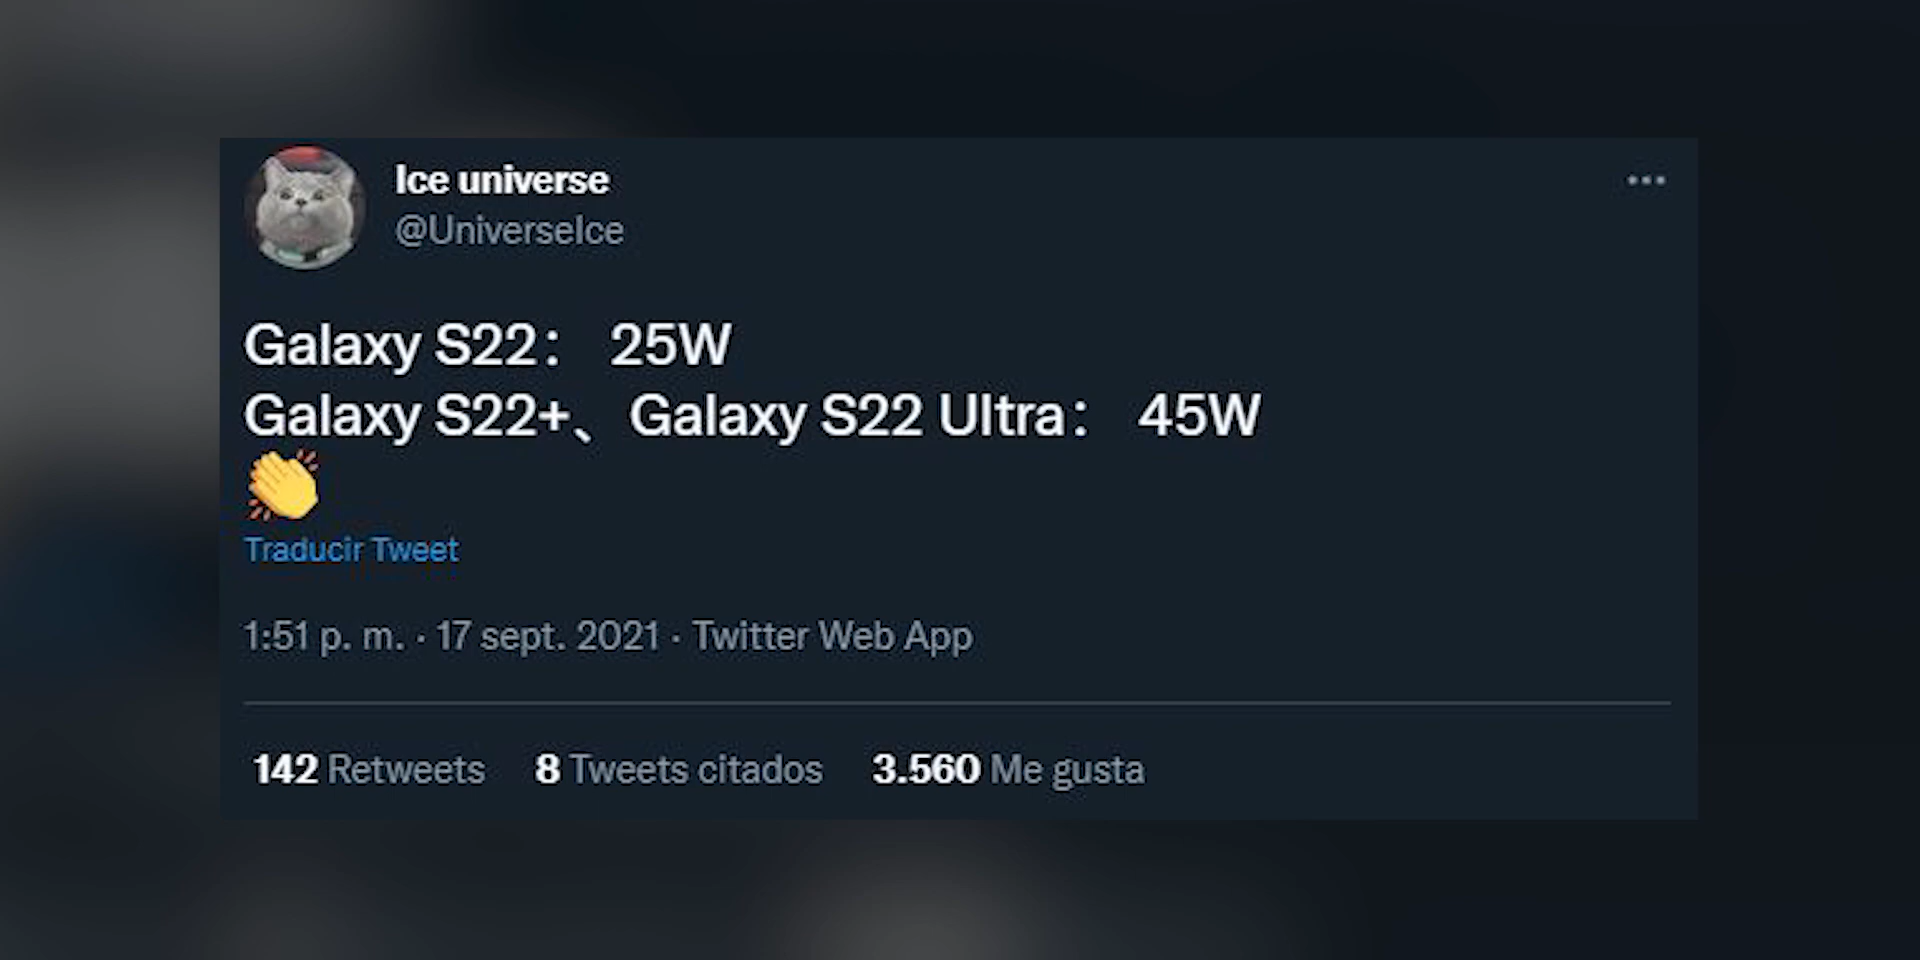 Ice universe
@UniverseIce
Galaxy S22： 25W
Galaxy S22+、Galaxy S22 Ultra： 45W
👏
Traducir Tweet
1:51 p. m. · 17 sept. 2021 · Twitter Web App
142 Retweets 8 Tweets citados 3.560 Me gusta